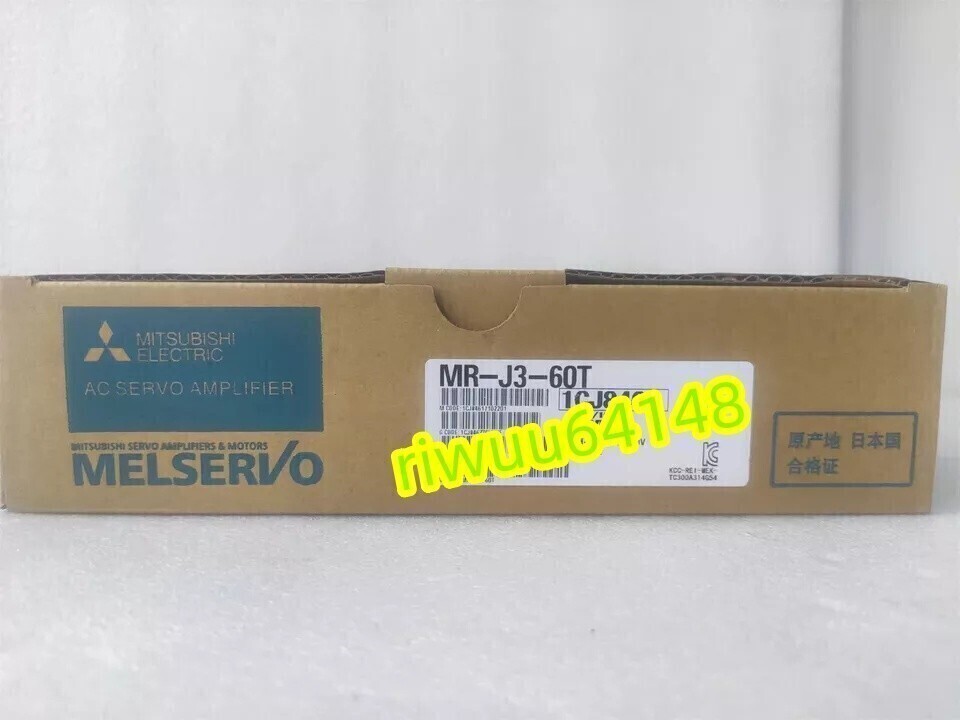 MITSUBISHI
ELECTRIC
AC SERVO AMPLIFIER
MITSUBISHI SERVO AMPLIFIERS & MOTORS
MELSERVO
MR-J3-60T
riwuu64148
KCC-REI-MEK-
TC300A314G54
原产地 日本国
合格证